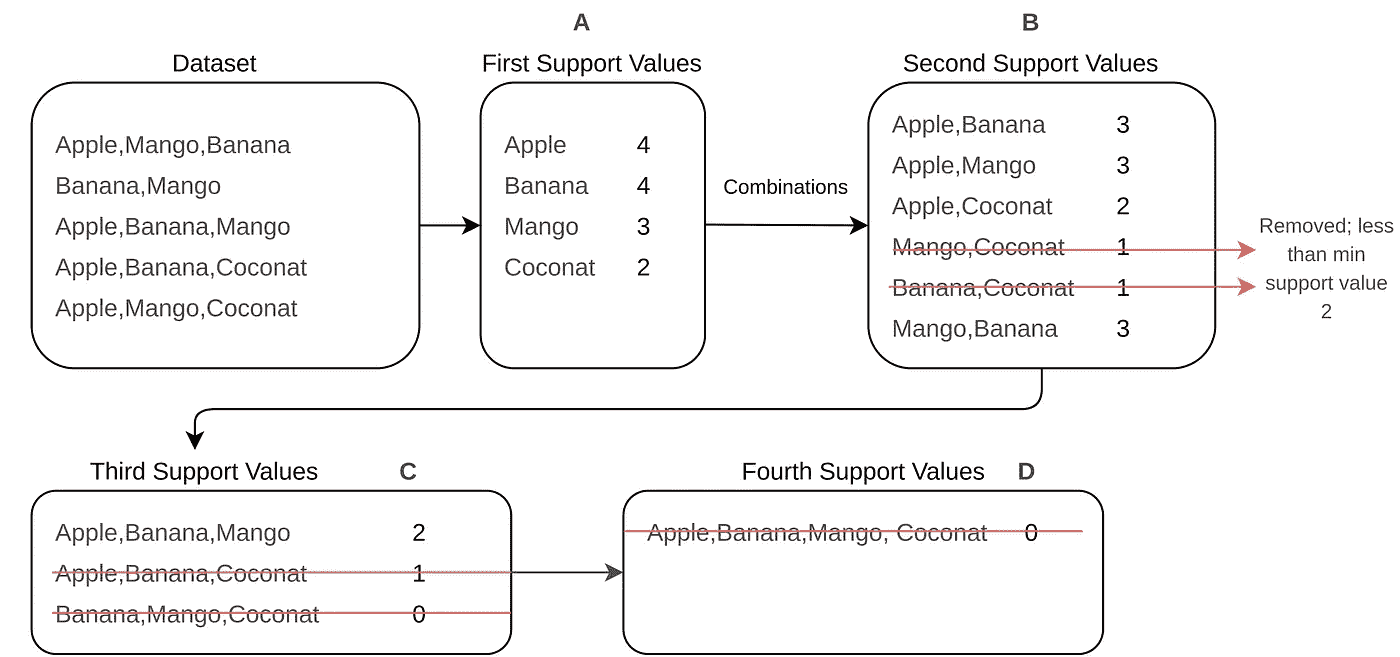 A
B
Dataset
First Support Values
Second Support Values
Apple,Mango,Banana
Banana,Mango
Apple,Banana,Mango
Apple,Banana,Coconat
Apple,Mango,Coconat
Apple 4
Banana 4
Mango 3
Coconat 2
Combinations
Apple,Banana 3
Apple,Mango 3
Apple,Coconat 2
Mango,Coconat 1
Banana,Coconat 1
Mango,Banana 3
Removed; less
than min
support value
2
Third Support Values C
Apple,Banana,Mango 2
Apple,Banana,Coconat 1
Banana,Mango,Coconat 0
Fourth Support Values D
Apple,Banana,Mango, Coconat 0